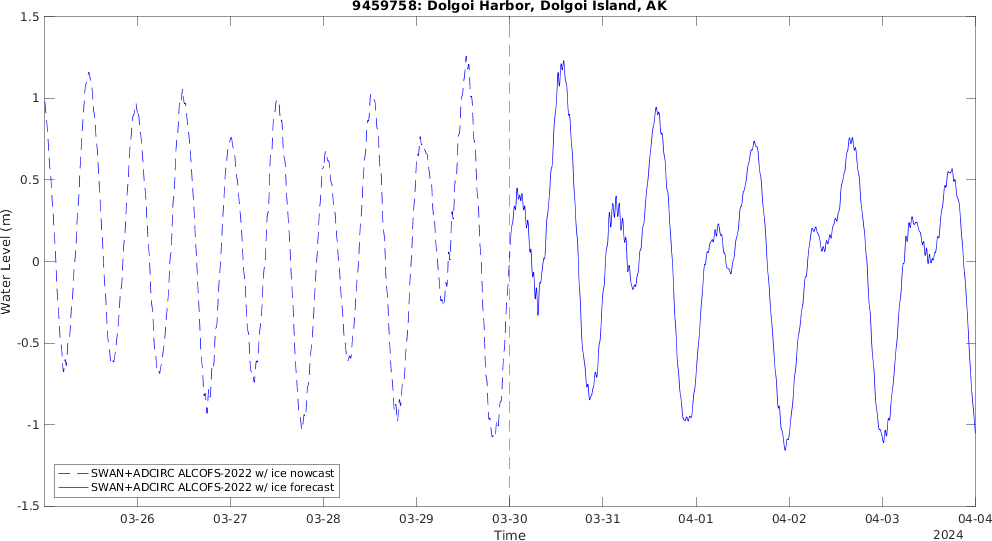 9459758: Dolgoi Harbor, Dolgoi Island, AK
1.5
1
0.5
0
-0.5
-1
-1.5
Water Level (m)
SWAN+ADCIRC ALCOFS-2022 w/ ice nowcast
SWAN+ADCIRC ALCOFS-2022 w/ ice forecast
03-26 03-27 03-28 03-29 03-30 03-31 04-01 04-02 04-03 04-04
Time
2024